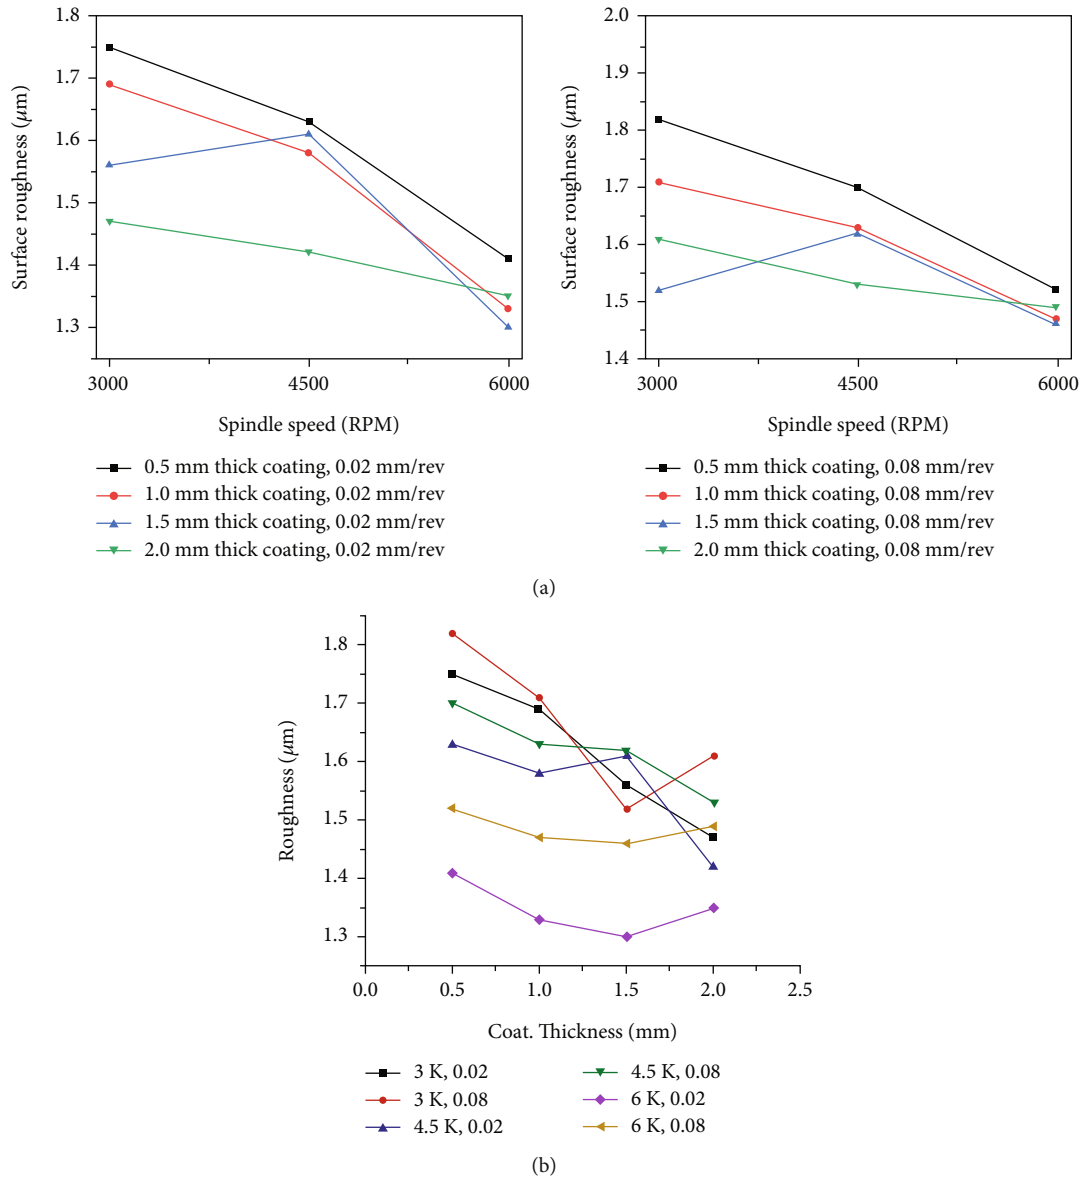 1.8
1.7
1.6
1.5
1.4
1.3
Surface roughness (μm)
3000
4500
6000
Spindle speed (RPM)
0.5 mm thick coating, 0.02 mm/rev
1.0 mm thick coating, 0.02 mm/rev
1.5 mm thick coating, 0.02 mm/rev
2.0 mm thick coating, 0.02 mm/rev
2.0
1.9
1.8
1.7
1.6
1.5
1.4
Surface roughness (μm)
3000
4500
6000
Spindle speed (RPM)
0.5 mm thick coating, 0.08 mm/rev
1.0 mm thick coating, 0.08 mm/rev
1.5 mm thick coating, 0.08 mm/rev
2.0 mm thick coating, 0.08 mm/rev
(a)
1.8
1.7
1.6
1.5
1.4
1.3
Roughness (μm)
0.0
0.5
1.0
1.5
2.0
2.5
Coat. Thickness (mm)
3 K, 0.02
3 K, 0.08
4.5 K, 0.02
4.5 K, 0.08
6 K, 0.02
6 K, 0.08
(b)